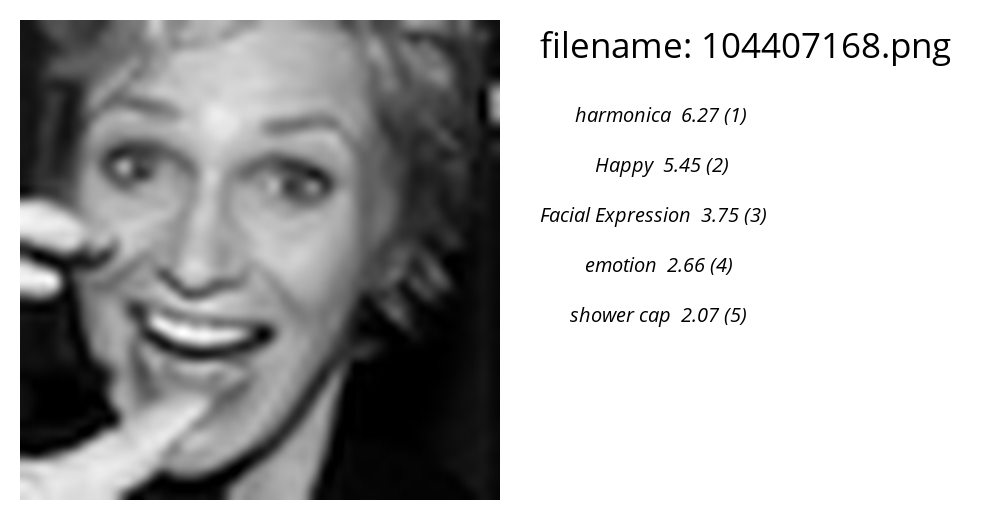 filename: 104407168.png
harmonica 6.27 (1)
Happy 5.45 (2)
Facial Expression 3.75 (3)
emotion 2.66 (4)
shower cap 2.07 (5)